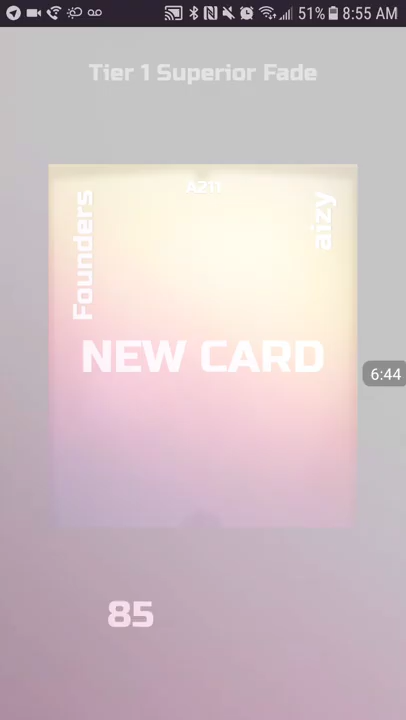 51% 8:55 AM
Tier 1 Superior Fade
A211
Founders
aizy
NEW CARD
6:44
85